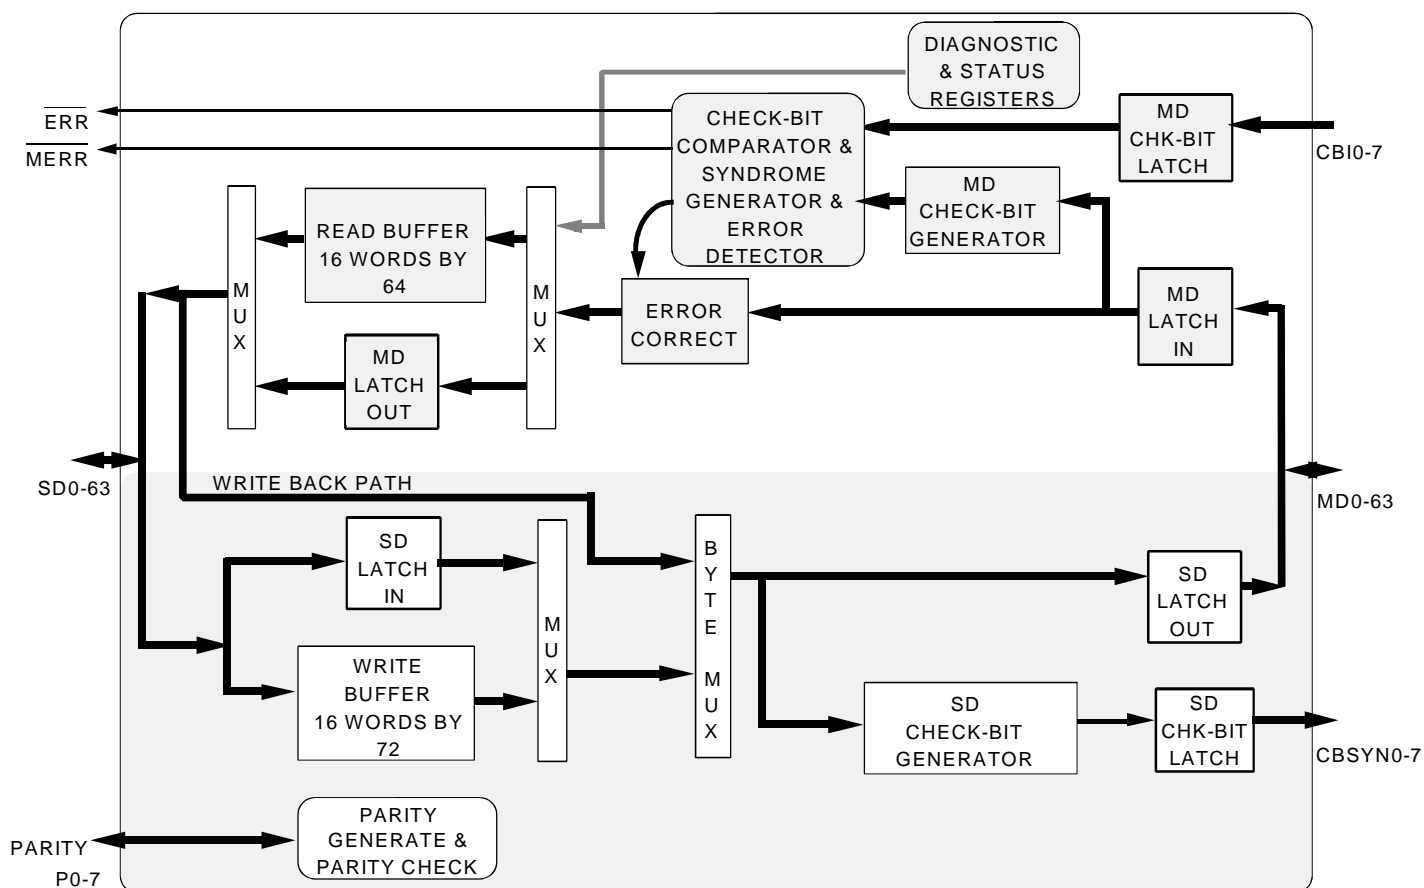 DIAGNOSTIC
& STATUS
REGISTERS
ERR
MERR
CHECK-BIT
COMPARATOR &
SYNDROME
GENERATOR &
ERROR
DETECTOR
MD
CHK-BIT
LATCH
CBI0-7
MD
CHECK-BIT
GENERATOR
READ BUFFER
16 WORDS BY
64
M
U
X
M
U
X
ERROR
CORRECT
MD
LATCH
IN
MD
LATCH
OUT
SD0-63
WRITE BACK PATH
MD0-63
SD
LATCH
IN
M
U
X
B
Y
T
E
M
U
X
SD
LATCH
OUT
WRITE
BUFFER
16 WORDS BY
72
SD
CHECK-BIT
GENERATOR
SD
CHK-BIT
LATCH
CBSYN0-7
PARITY
GENERATE &
PARITY CHECK
PARITY
P0-7